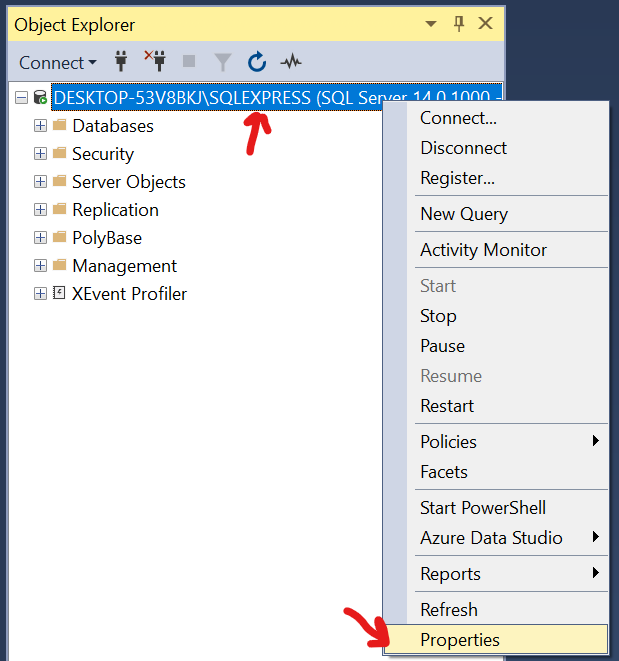 Object Explorer
Connect
DESKTOP-53V8BKJ\SQLEXPRESS (SQL Server 14.0.1000 -
Databases
Security
Server Objects
Replication
PolyBase
Management
XEvent Profiler
Connect...
Disconnect
Register...
New Query
Activity Monitor
Start
Stop
Pause
Resume
Restart
Policies
Facets
Start PowerShell
Azure Data Studio
Reports
Refresh
Properties